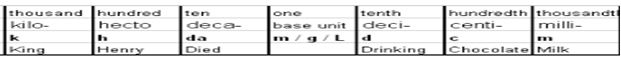 thousand hundred ten one tenth hundredth thousandth
kilo- hecto deca- base unit deci- centi- milli-
k h da m / g / L d c m
King Henry Died Drinking Chocolate Milk